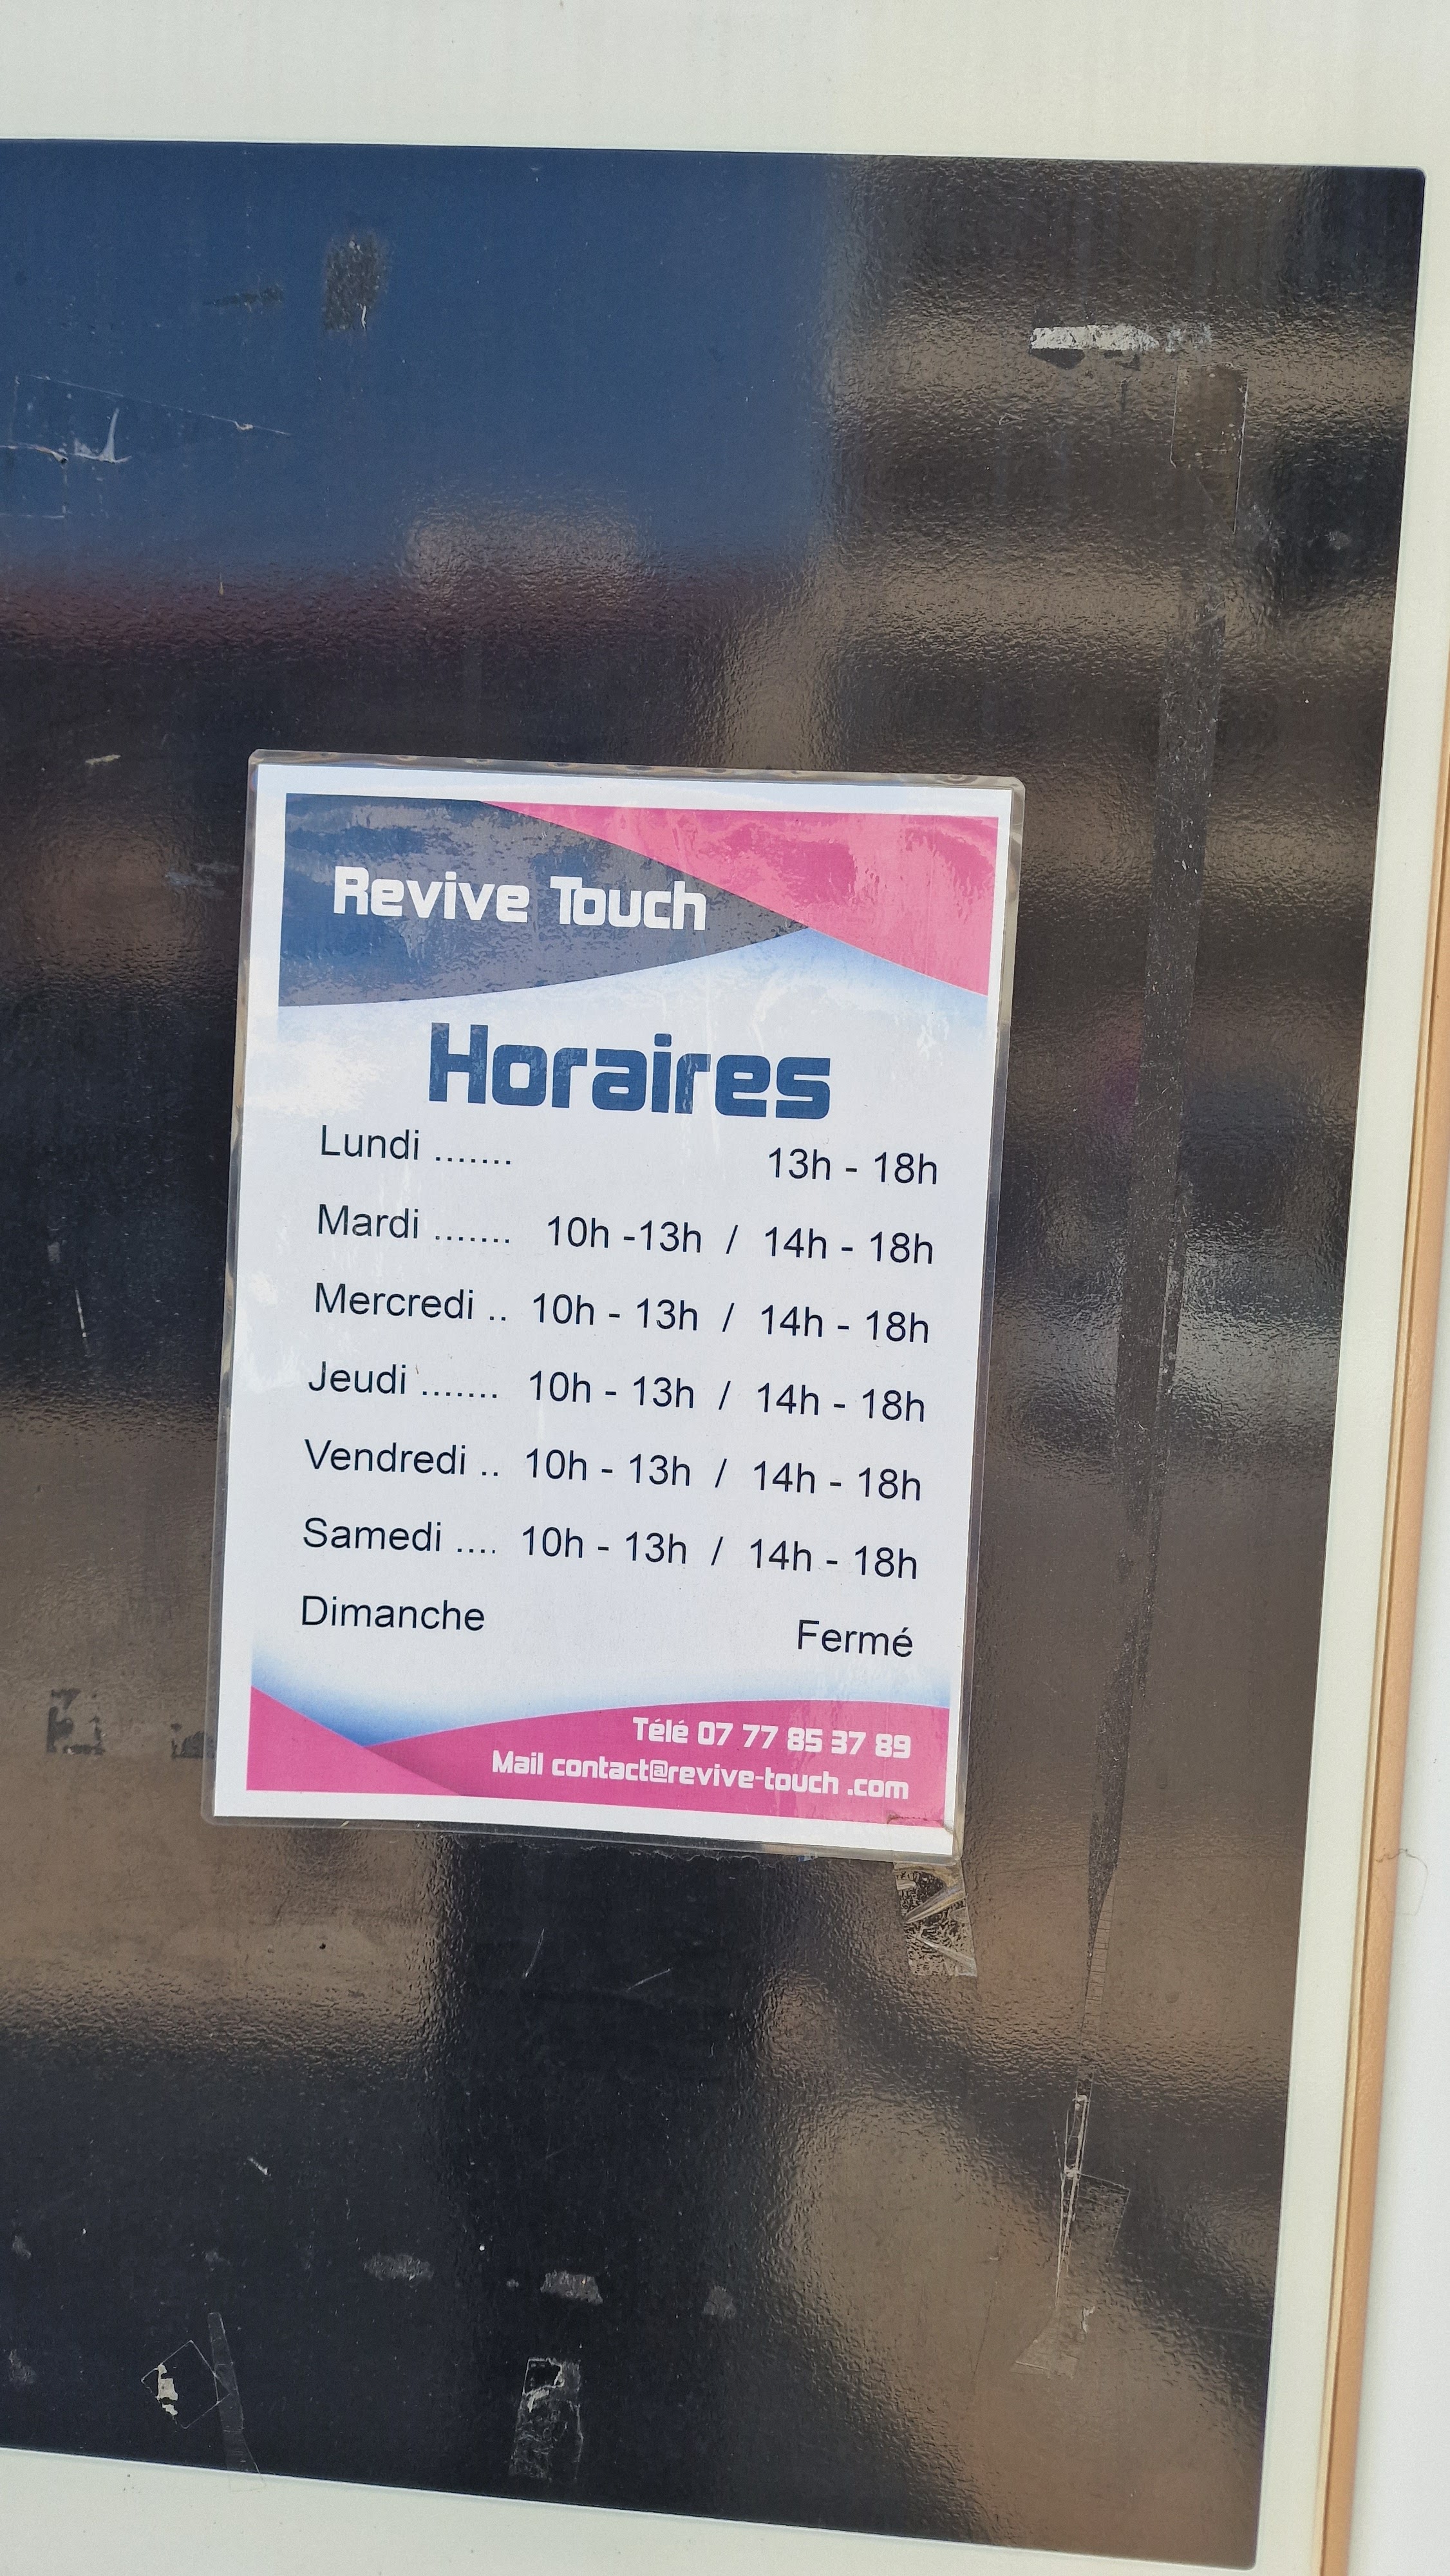 Revive Touch
Horaires
Lundi ....... 13h - 18h
Mardi ....... 10h -13h / 14h - 18h
Mercredi .. 10h - 13h / 14h - 18h
Jeudi ....... 10h - 13h / 14h - 18h
Vendredi .. 10h - 13h / 14h - 18h
Samedi .... 10h - 13h / 14h - 18h
Dimanche Fermé
Télé 07 77 85 37 89
Mail contact@revive-touch .com